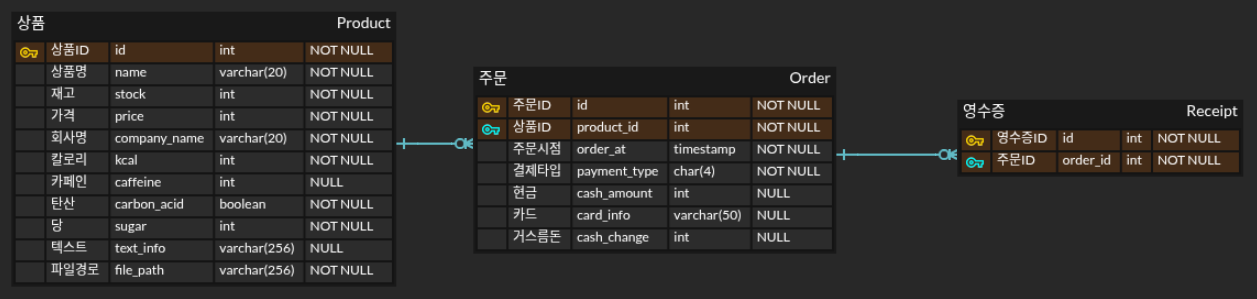 상품 Product
상품ID id int NOT NULL
상품명 name varchar(20) NOT NULL
재고 stock int NOT NULL
가격 price int NOT NULL
회사명 company_name varchar(20) NOT NULL
칼로리 kcal int NOT NULL
카페인 caffeine int NULL
탄산 carbon_acid boolean NOT NULL
당 sugar int NOT NULL
텍스트 text_info varchar(256) NULL
파일경로 file_path varchar(256) NOT NULL
주문 Order
주문ID id int NOT NULL
상품ID product_id int NOT NULL
주문시점 order_at timestamp NOT NULL
결제타입 payment_type char(4) NOT NULL
현금 cash_amount int NULL
카드 card_info varchar(50) NULL
거스름돈 cash_change int NULL
영수증 Receipt
영수증ID id int NOT NULL
주문ID order_id int NOT NULL